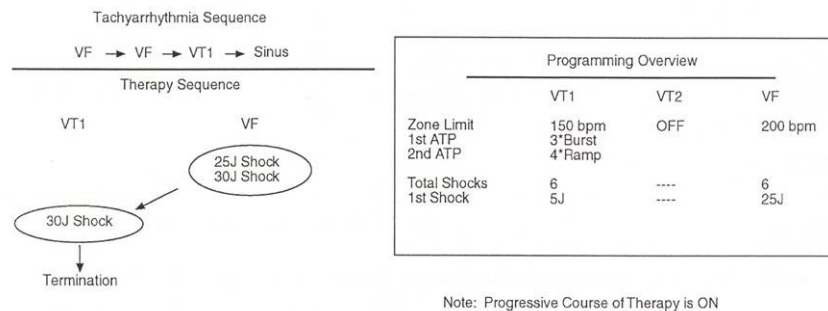 Tachyarrhythmia Sequence
VF → VF → VT1 → Sinus
Therapy Sequence
VT1 VF
25J Shock
30J Shock
30J Shock
Termination
Programming Overview
VT1 VT2 VF
Zone Limit 150 bpm OFF 200 bpm
1st ATP 3*Burst
2nd ATP 4*Ramp
Total Shocks 6 ---- 6
1st Shock 5J ---- 25J
Note: Progressive Course of Therapy is ON